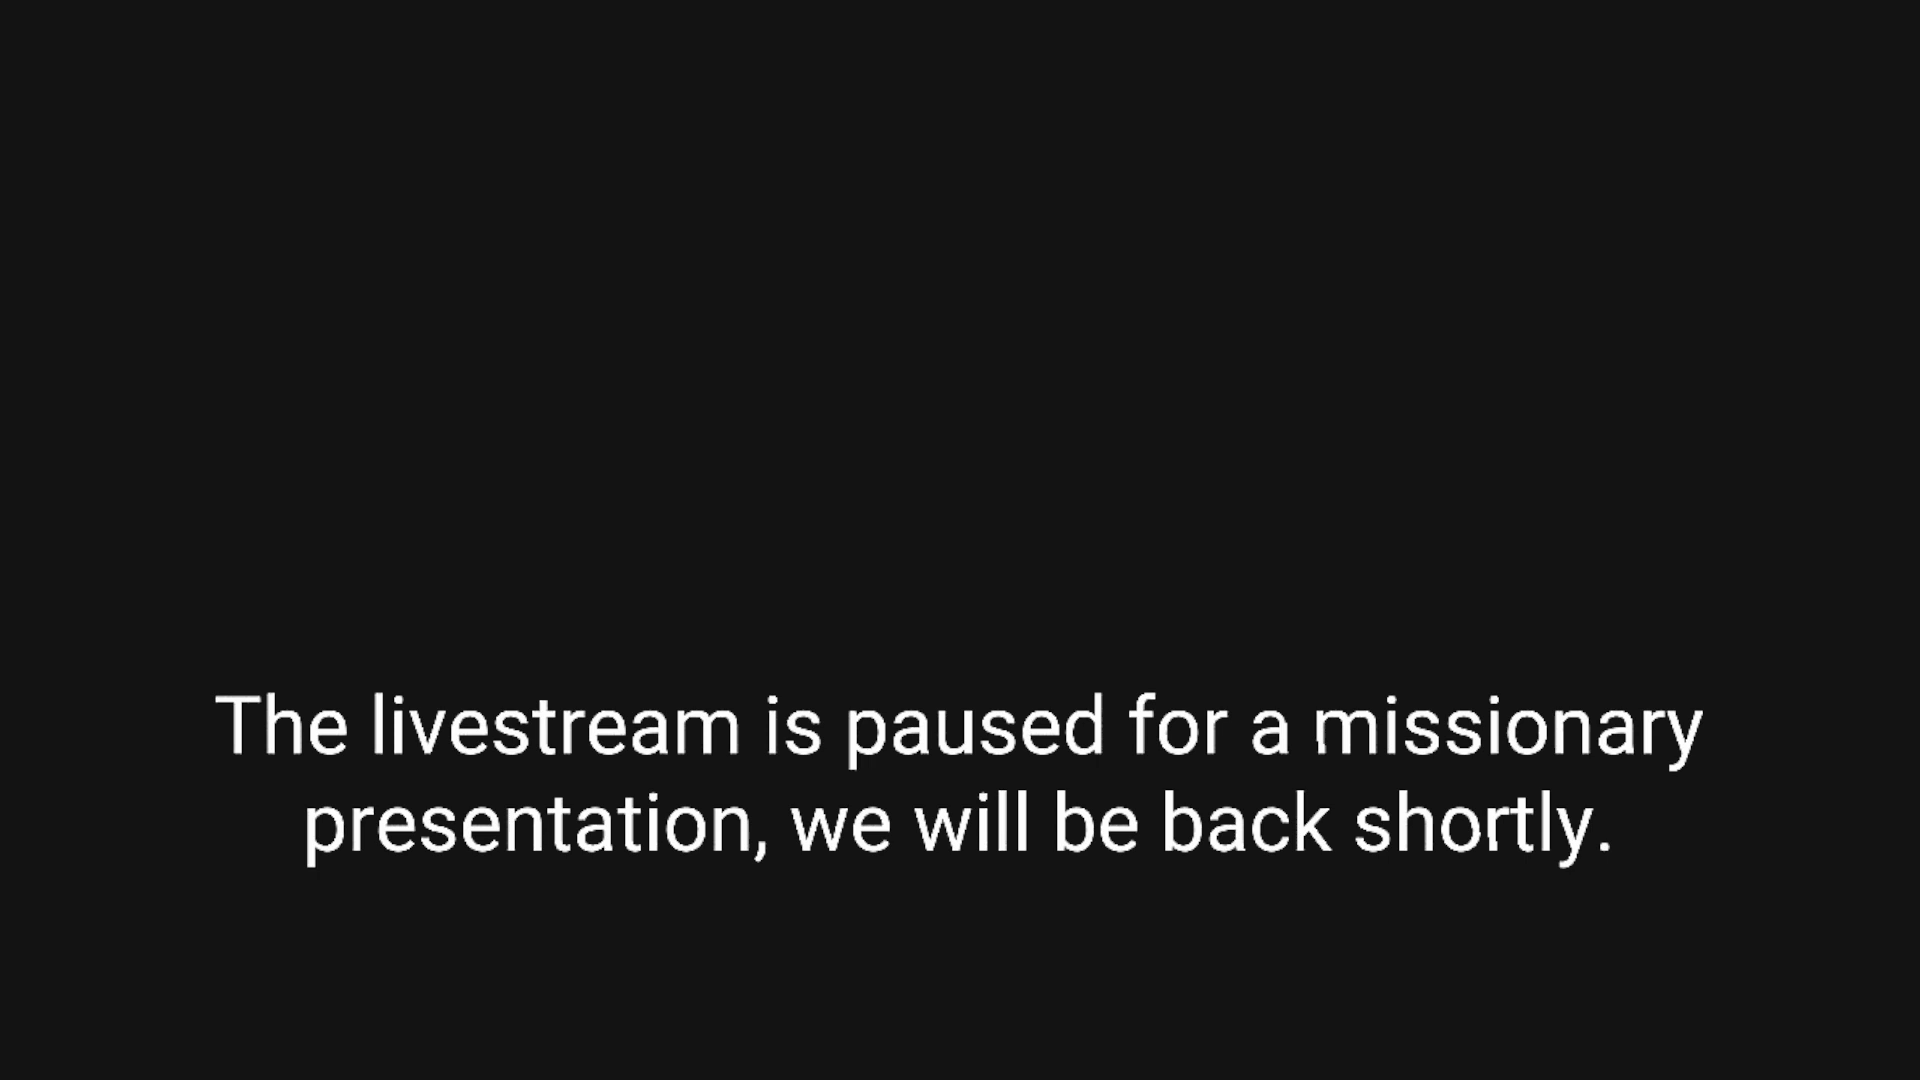 The livestream is paused for a missionary
presentation, we will be back shortly.